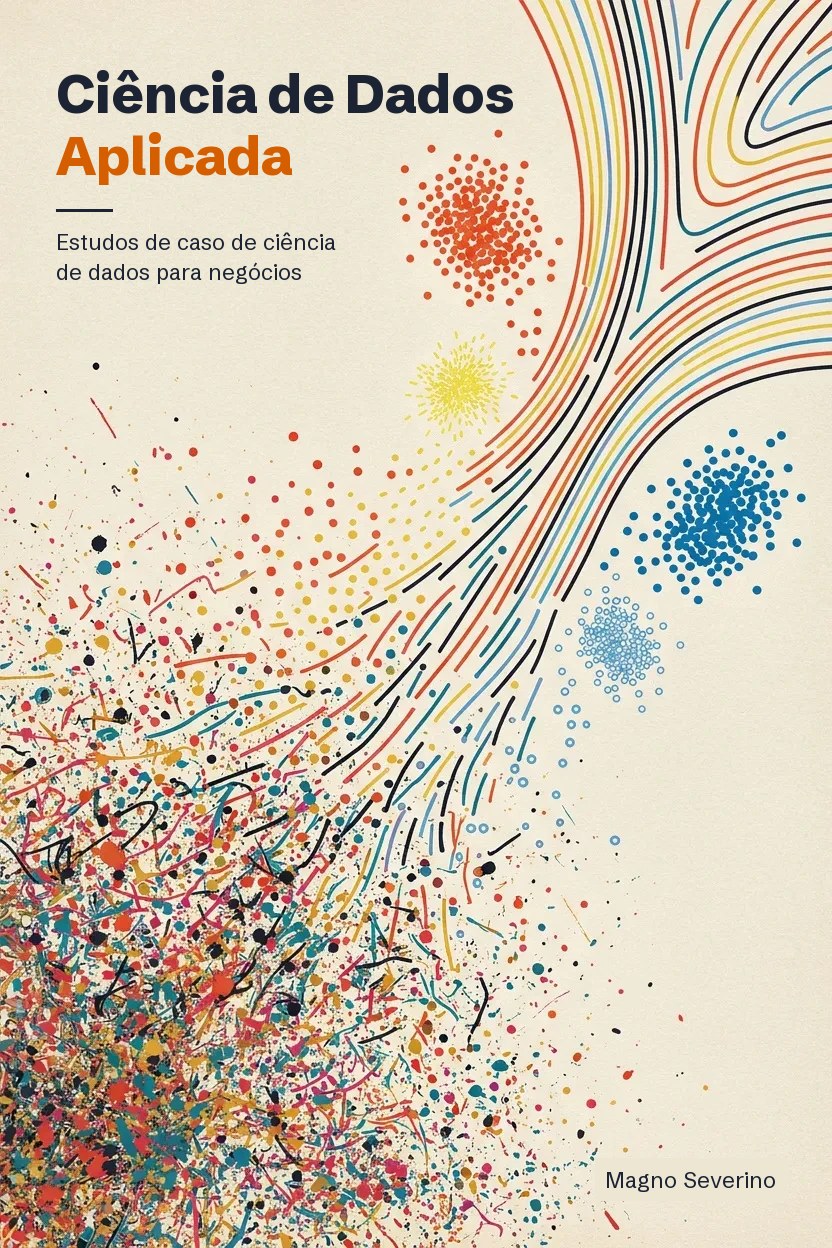 Ciência de Dados
Aplicada
Estudos de caso de ciência
de dados para negócios
Magno Severino